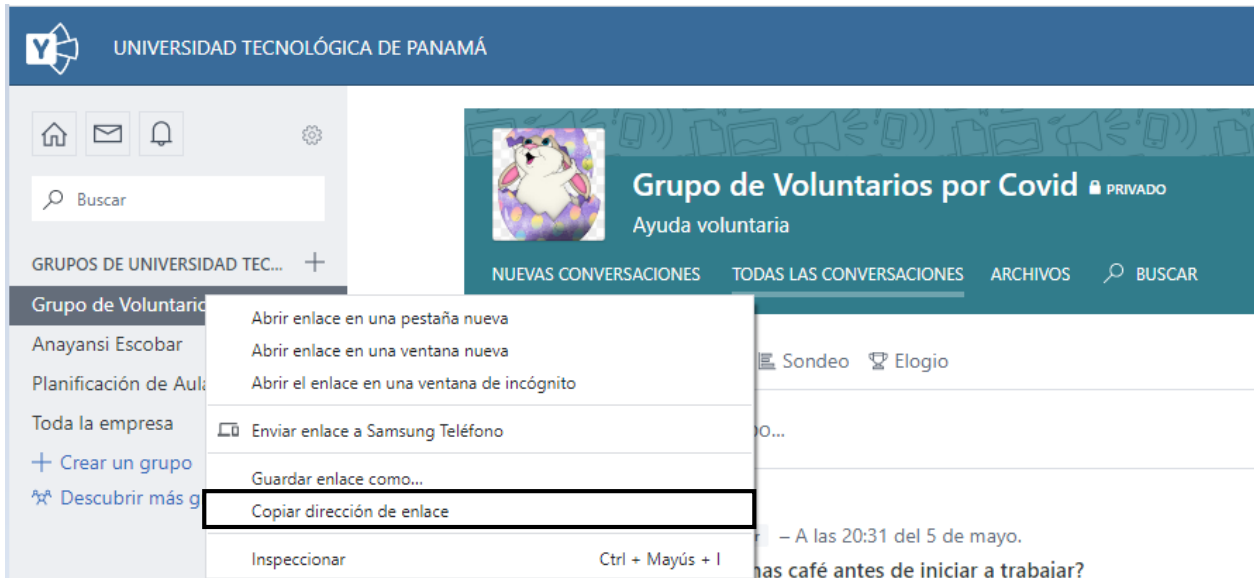 Y
UNIVERSIDAD TECNOLÓGICA DE PANAMÁ
Buscar
GRUPOS DE UNIVERSIDAD TEC... +
Grupo de Voluntario
Anayansi Escobar
Planificación de Aula
Toda la empresa
+ Crear un grupo
Descubrir más g
Grupo de Voluntarios por Covid PRIVADO
Ayuda voluntaria
NUEVAS CONVERSACIONES TODAS LAS CONVERSACIONES ARCHIVOS BUSCAR
Abrir enlace en una pestaña nueva
Abrir enlace en una ventana nueva
Abrir el enlace en una ventana de incógnito
Enviar enlace a Samsung Teléfono
Guardar enlace como...
Copiar dirección de enlace
Inspeccionar Ctrl + Mayús + I
Sondeo Elogio
– A las 20:31 del 5 de mayo.
café antes de iniciar a trabajar?